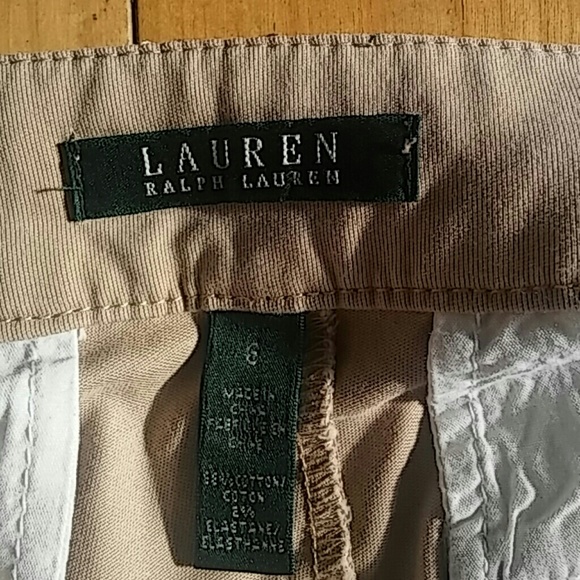 LAUREN
RALPH LAUREN
6
MADE IN
CHINA
FABRIQUE EN
CHINE
98% COTTON/
COTON
2%
ELASTANE/
ELASTHANNE